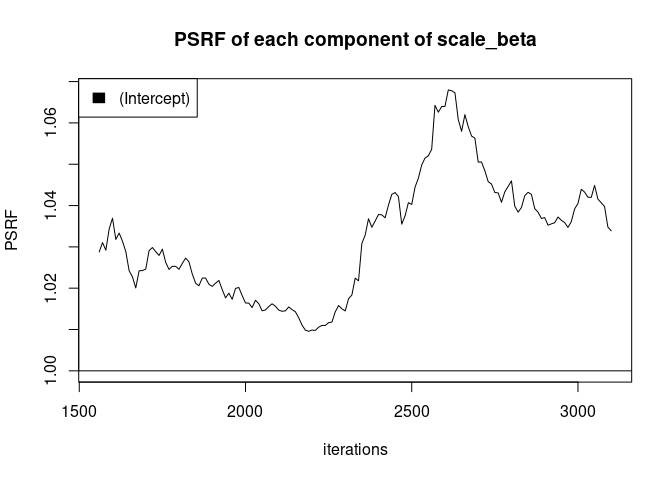 PSRF of each component of scale_beta
(Intercept)
1.06
1.04
1.02
1.00
PSRF
1500 2000 2500 3000
iterations